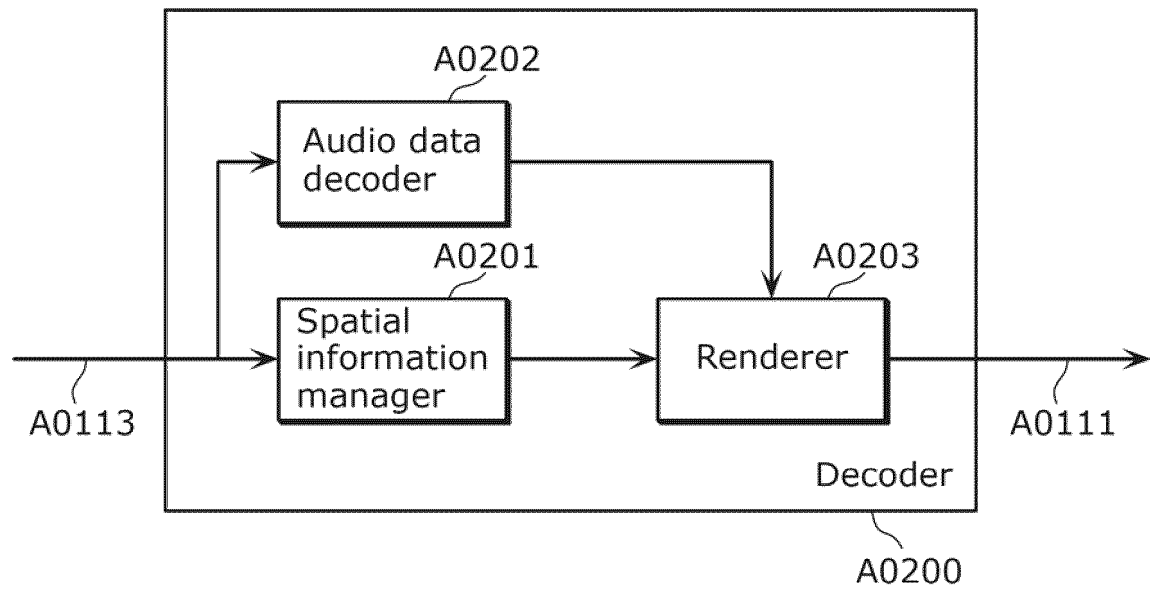 A0202
Audio data
decoder
A0201
A0203
Spatial
information
manager
Renderer
A0113
A0111
Decoder
A0200